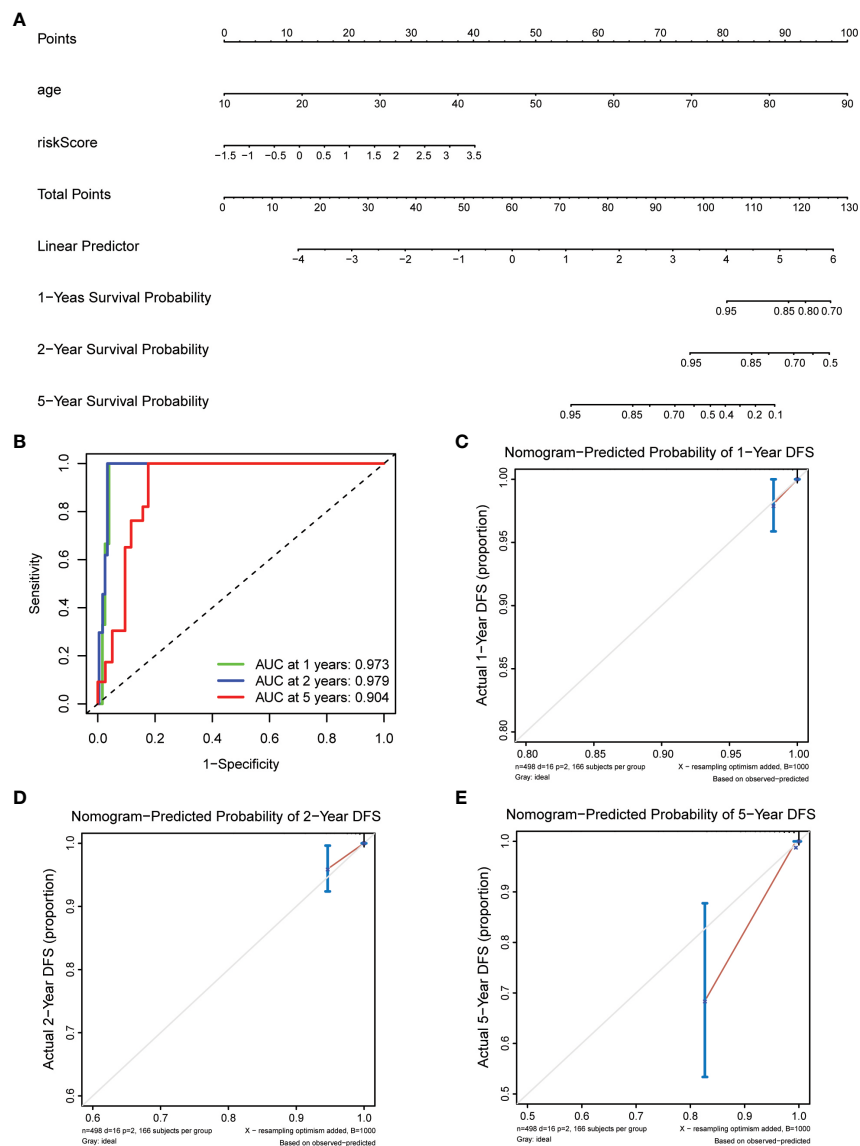 A
Points
0 10 20 30 40 50 60 70 80 90 100
age
10 20 30 40 50 60 70 80 90
riskScore
−1.5 −1 −0.5 0 0.5 1 1.5 2 2.5 3 3.5
Total Points
0 10 20 30 40 50 60 70 80 90 100 110 120 130
Linear Predictor
−4 −3 −2 −1 0 1 2 3 4 5 6
1−Yeas Survival Probability
0.95 0.85 0.80 0.70
2−Year Survival Probability
0.95 0.85 0.70 0.5
5−Year Survival Probability
0.95 0.85 0.70 0.5 0.4 0.2 0.1
B
Sensitivity
1.0
0.8
0.6
0.4
0.2
0.0
AUC at 1 years: 0.973
AUC at 2 years: 0.979
AUC at 5 years: 0.904
0.0 0.2 0.4 0.6 0.8 1.0
1−Specificity
C
Nomogram−Predicted Probability of 1−Year DFS
Actual 1−Year DFS (proportion)
1.00
0.95
0.90
0.85
0.80
0.80 0.85 0.90 0.95 1.00
n=498 d=16 p=2, 166 subjects per group X − resampling optimism added, B=1000
Gray: ideal Based on observed−predicted
D
Nomogram−Predicted Probability of 2−Year DFS
Actual 2−Year DFS (proportion)
1.0
0.9
0.8
0.7
0.6
0.6 0.7 0.8 0.9 1.0
n=498 d=16 p=2, 166 subjects per group X − resampling optimism added, B=1000
Gray: ideal Based on observed−predicted
E
Nomogram−Predicted Probability of 5−Year DFS
Actual 5−Year DFS (proportion)
1.0
0.9
0.8
0.7
0.6
0.5
0.5 0.6 0.7 0.8 0.9 1.0
n=498 d=16 p=2, 166 subjects per group X − resampling optimism added, B=1000
Gray: ideal Based on observed−predicted